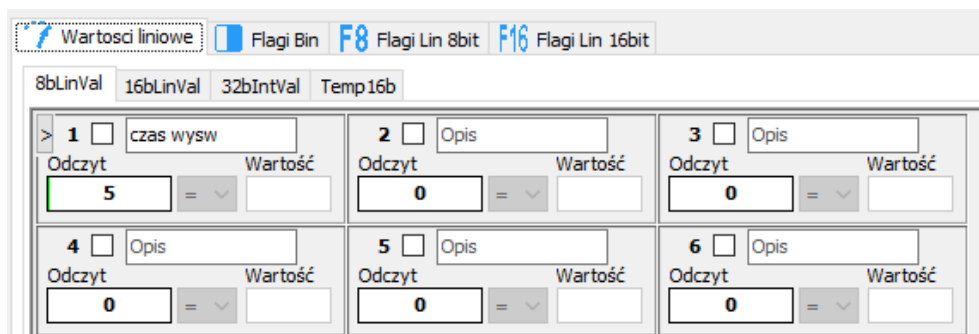 Wartosci liniowe Flagi Bin F8 Flagi Lin 8bit F16 Flagi Lin 16bit
8bLinVal 16bLinVal 32bIntVal Temp16b
> 1 czas wysw 2 Opis 3 Opis
Odczyt Wartość Odczyt Wartość Odczyt Wartość
5 = 0 = 0 =
4 Opis 5 Opis 6 Opis
Odczyt Wartość Odczyt Wartość Odczyt Wartość
0 = 0 = 0 =